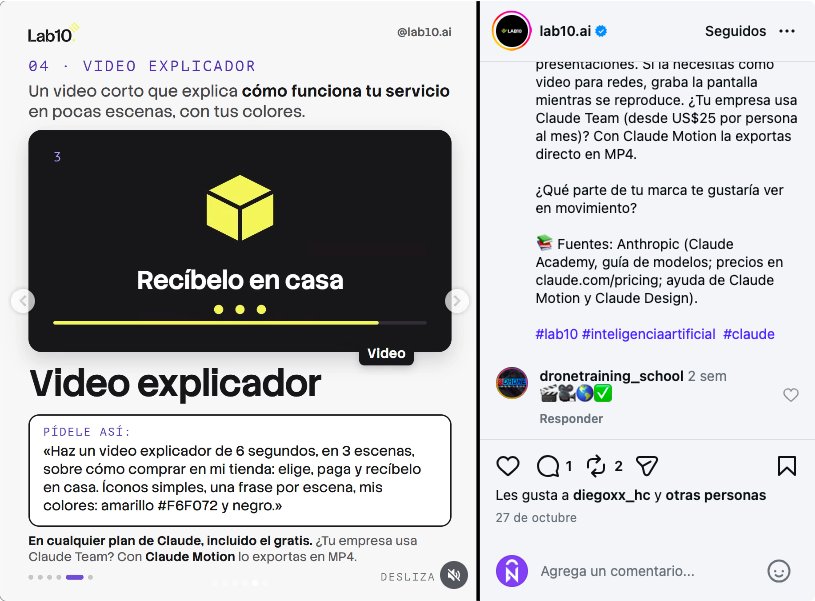 Lab10
@lab10.ai
04 · VIDEO EXPLICADOR
Un video corto que explica cómo funciona tu servicio
en pocas escenas, con tus colores.
3
Recíbelo en casa
Video
Video explicador
PÍDELE ASÍ:
«Haz un video explicador de 6 segundos, en 3 escenas,
sobre cómo comprar en mi tienda: elige, paga y recíbelo
en casa. Íconos simples, una frase por escena, mis
colores: amarillo #F6F072 y negro.»
En cualquier plan de Claude, incluido el gratis. ¿Tu empresa usa
Claude Team? Con Claude Motion lo exportas en MP4.
DESLIZA
lab10.ai
Seguidos
presentaciones. Si la necesitas como
video para redes, graba la pantalla
mientras se reproduce. ¿Tu empresa usa
Claude Team (desde US$25 por persona
al mes)? Con Claude Motion la exportas
directo en MP4.
¿Qué parte de tu marca te gustaría ver
en movimiento?
📚 Fuentes: Anthropic (Claude
Academy, guía de modelos; precios en
claude.com/pricing; ayuda de Claude
Motion y Claude Design).
#lab10 #inteligenciaartificial #claude
dronetraining_school 2 sem
🎬🎥🌎✅
Responder
1
2
Les gusta a diegoxx_hc y otras personas
27 de octubre
Agrega un comentario...